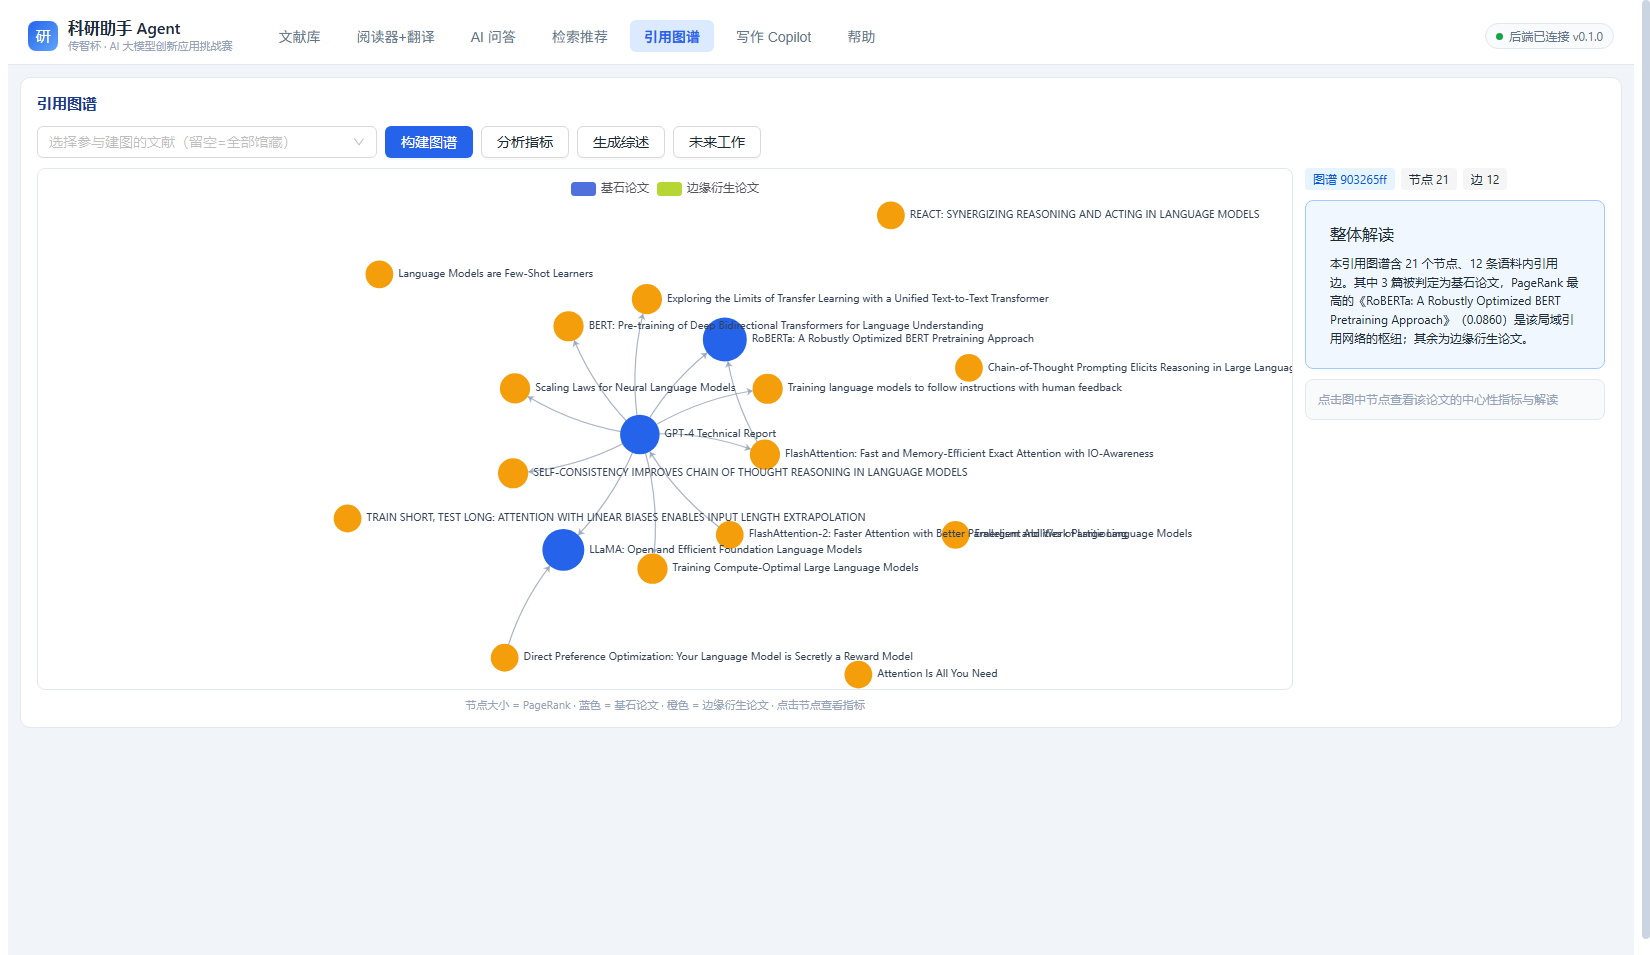 研
科研助手 Agent
传智杯 · AI 大模型创新应用挑战赛
文献库
阅读器+翻译
AI 问答
检索推荐
引用图谱
写作 Copilot
帮助
后端已连接 v0.1.0
引用图谱
选择参与建图的文献（留空=全部馆藏）
构建图谱
分析指标
生成综述
未来工作
基石论文
边缘衍生论文
REACT: SYNERGIZING REASONING AND ACTING IN LANGUAGE MODELS
Language Models are Few-Shot Learners
Exploring the Limits of Transfer Learning with a Unified Text-to-Text Transformer
BERT: Pre-training of Deep Bidirectional Transformers for Language Understanding
RoBERTa: A Robustly Optimized BERT Pretraining Approach
Chain-of-Thought Prompting Elicits Reasoning in Large Languag
Scaling Laws for Neural Language Models
Training language models to follow instructions with human feedback
GPT-4 Technical Report
FlashAttention: Fast and Memory-Efficient Exact Attention with IO-Awareness
SELF-CONSISTENCY IMPROVES CHAIN OF THOUGHT REASONING IN LANGUAGE MODELS
TRAIN SHORT, TEST LONG: ATTENTION WITH LINEAR BIASES ENABLES INPUT LENGTH EXTRAPOLATION
FlashAttention-2: Faster Attention with Better Parallelism and Work Partitioning
Emergent Abilities of Large Language Models
LLaMA: Open and Efficient Foundation Language Models
Training Compute-Optimal Large Language Models
Direct Preference Optimization: Your Language Model is Secretly a Reward Model
Attention Is All You Need
节点大小 = PageRank · 蓝色 = 基石论文 · 橙色 = 边缘衍生论文 · 点击节点查看指标
图谱 903265ff
节点 21
边 12
整体解读
本引用图谱含 21 个节点、12 条语料内引用
边。其中 3 篇被判定为基石论文，PageRank 最
高的《RoBERTa: A Robustly Optimized BERT
Pretraining Approach》（0.0860）是该局域引
用网络的枢纽；其余为边缘衍生论文。
点击图中节点查看该论文的中心性指标与解读